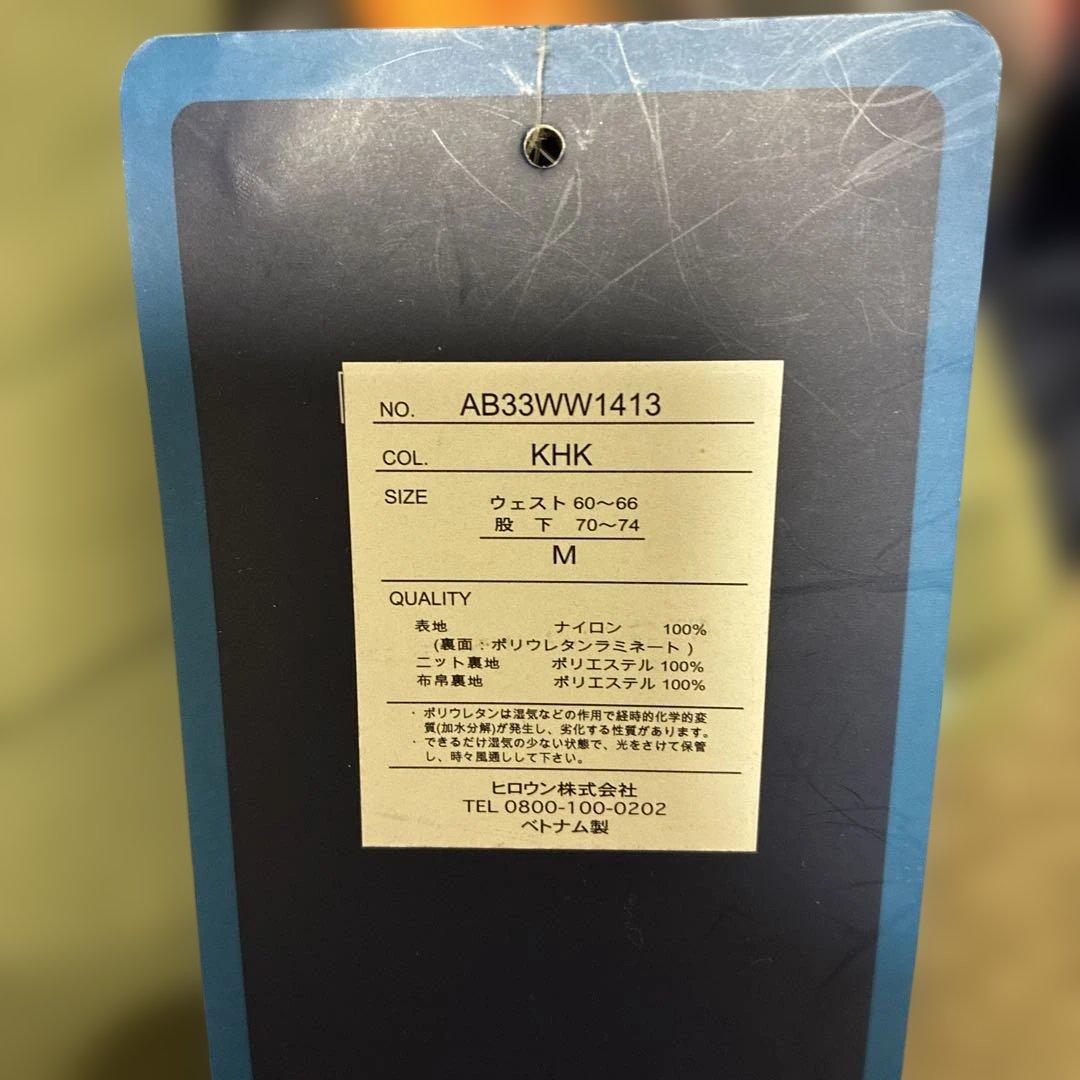 NO. AB33WW1413
COL. KHK
SIZE ウェスト 60〜66
股下 70〜74
M
QUALITY
表地 ナイロン 100%
(裏面:ポリウレタンラミネート)
ニット裏地 ポリエステル 100%
布帛裏地 ポリエステル 100%
・ポリウレタンは湿気などの作用で経時的化学的変
質(加水分解)が発生し、劣化する性質があります。
・できるだけ湿気の少ない状態で、光をさけて保管
し、時々風通しして下さい。
ヒロウン株式会社
TEL 0800-100-0202
ベトナム製